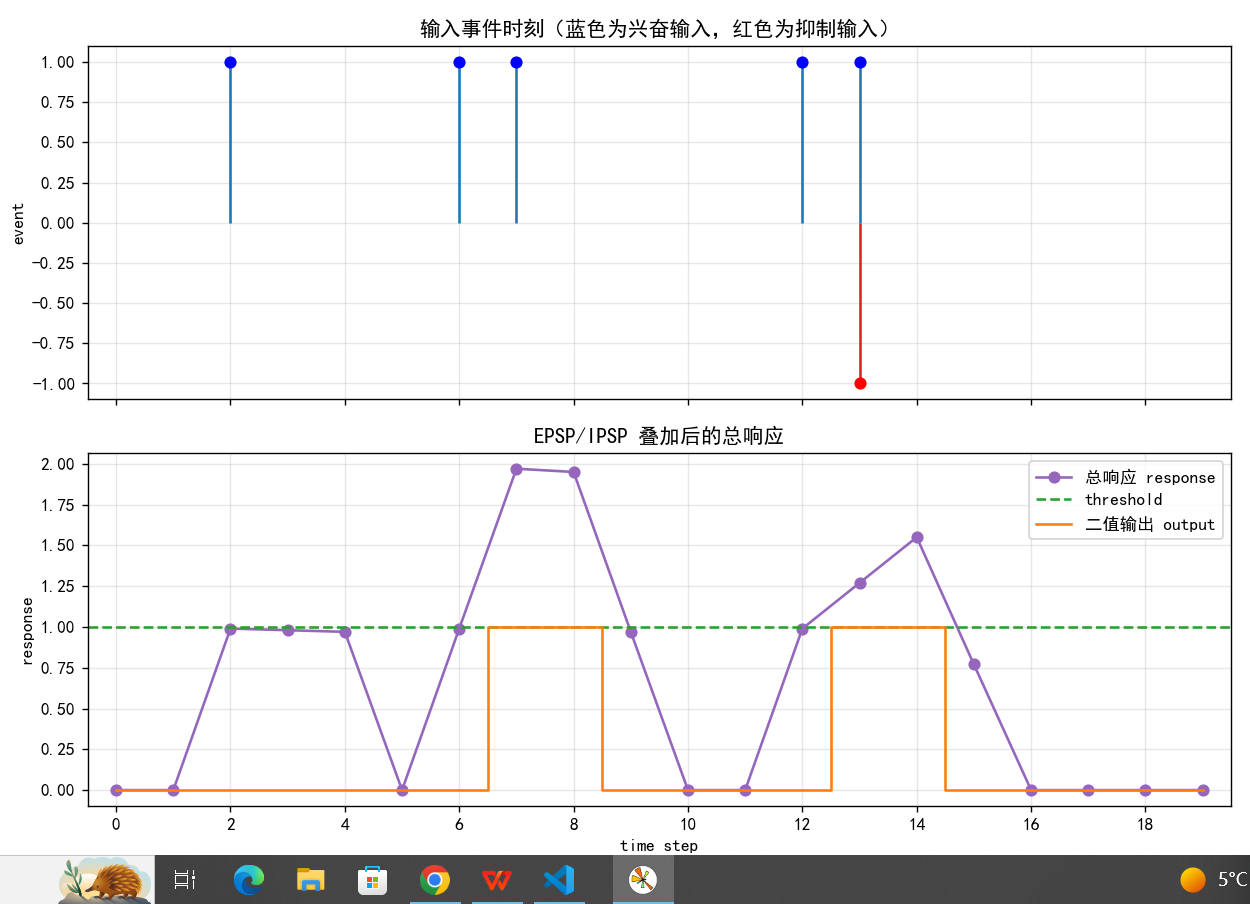 输入事件时刻（蓝色为兴奋输入，红色为抑制输入）
1.00
0.75
0.50
0.25
0.00
−0.25
−0.50
−0.75
−1.00
event
EPSP/IPSP 叠加后的总响应
2.00
1.75
1.50
1.25
1.00
0.75
0.50
0.25
0.00
response
总响应 response
threshold
二值输出 output
0 2 4 6 8 10 12 14 16 18
time step
5°C